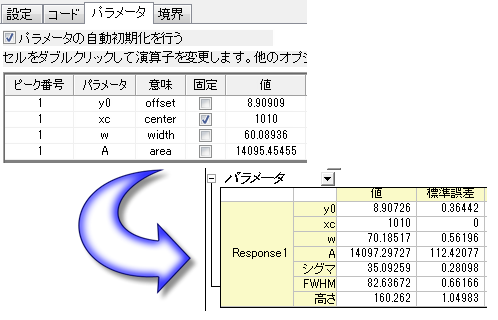 設定 コード パラメータ 境界
パラメータの自動初期化を行う
セルをダブルクリックして演算子を変更します。他のオブジ
ピーク番号 パラメータ 意味 固定 値
1 y0 offset 8.90909
1 xc center 1010
1 w width 60.08936
1 A area 14095.45455
パラメータ
値 標準誤差
Response1
y0 8.90726 0.36442
xc 1010 0
w 70.18517 0.56196
A 14097.29727 112.42077
シグマ 35.09259 0.28098
FWHM 82.63672 0.66166
高さ 160.262 1.04983